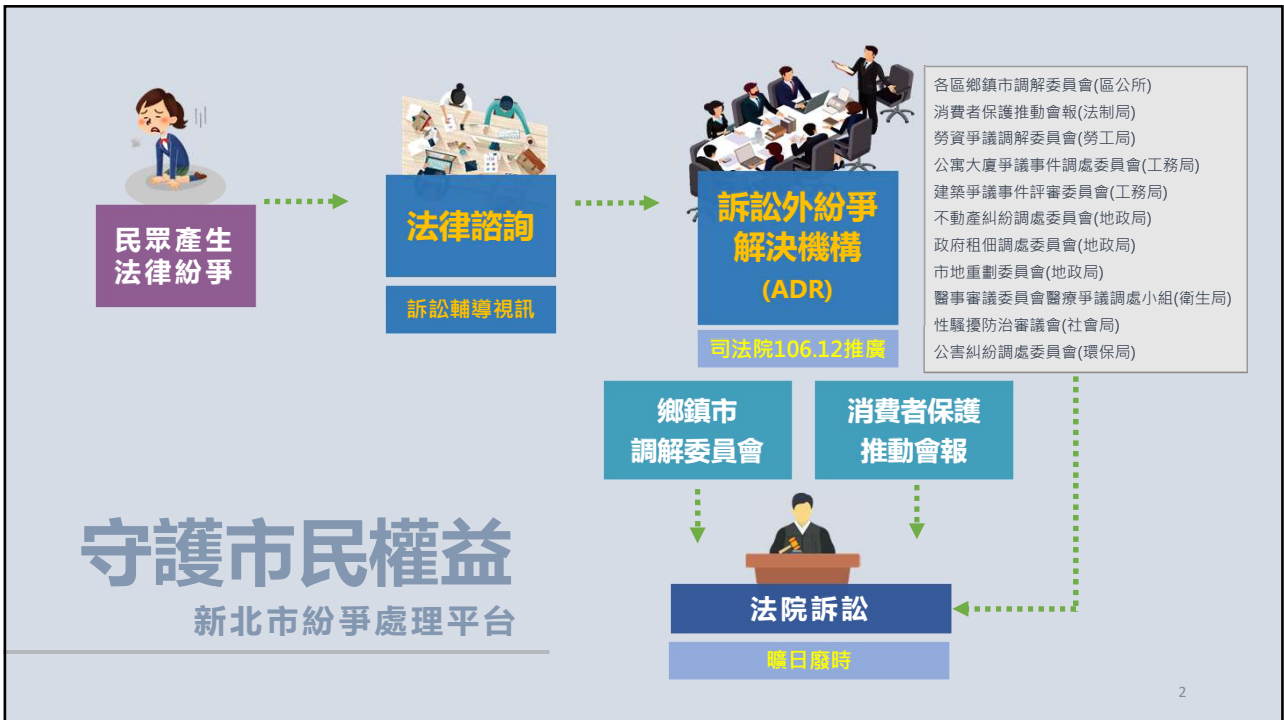 民眾產生
法律紛爭
法律諮詢
訴訟輔導視訊
訴訟外紛爭
解決機構
(ADR)
司法院106.12推廣
各區鄉鎮市調解委員會(區公所)
消費者保護推動會報(法制局)
勞資爭議調解委員會(勞工局)
公寓大廈爭議事件調處委員會(工務局)
建築爭議事件評審委員會(工務局)
不動產糾紛調處委員會(地政局)
政府租佃調處委員會(地政局)
市地重劃委員會(地政局)
醫事審議委員會醫療爭議調處小組(衛生局)
性騷擾防治審議會(社會局)
公害糾紛調處委員會(環保局)
鄉鎮市
調解委員會
消費者保護
推動會報
守護市民權益
新北市紛爭處理平台
法院訴訟
曠日廢時
2